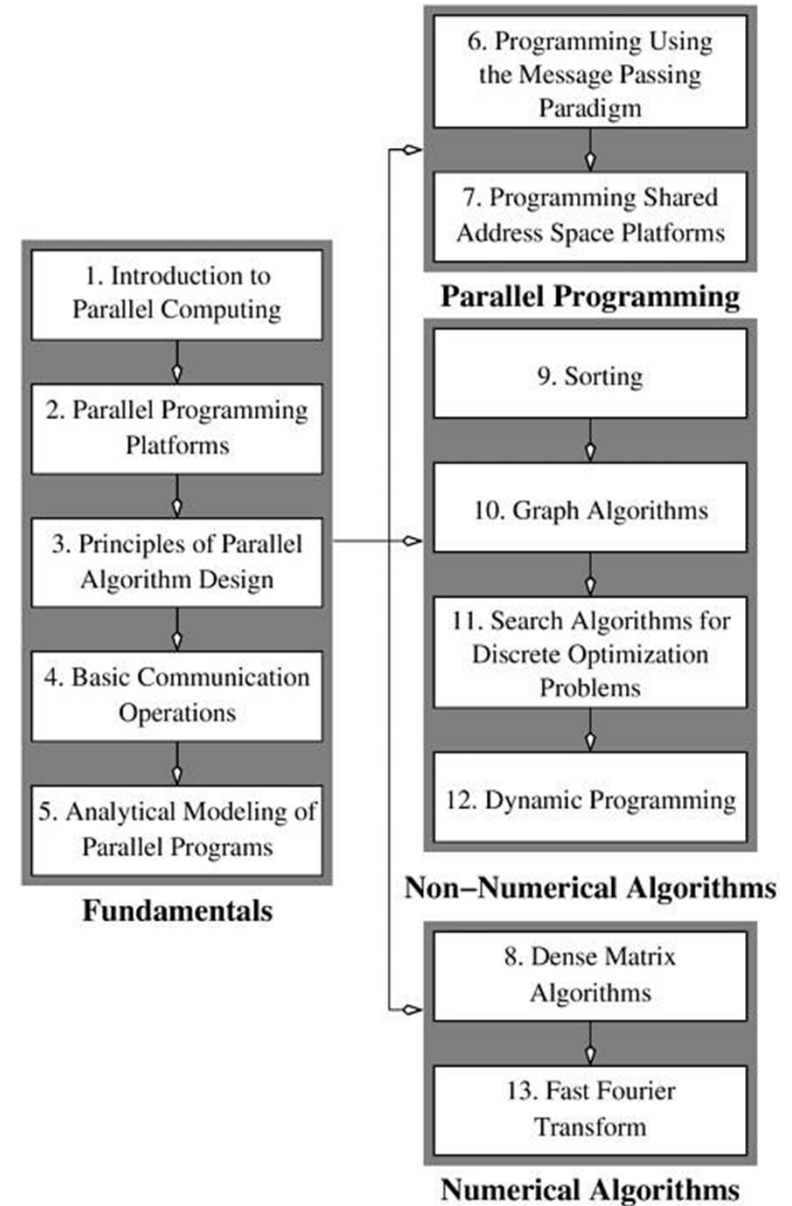 1. Introduction to
Parallel Computing
2. Parallel Programming
Platforms
3. Principles of Parallel
Algorithm Design
4. Basic Communication
Operations
5. Analytical Modeling of
Parallel Programs
Fundamentals
6. Programming Using
the Message Passing
Paradigm
7. Programming Shared
Address Space Platforms
Parallel Programming
9. Sorting
10. Graph Algorithms
11. Search Algorithms for
Discrete Optimization
Problems
12. Dynamic Programming
Non−Numerical Algorithms
8. Dense Matrix
Algorithms
13. Fast Fourier
Transform
Numerical Algorithms